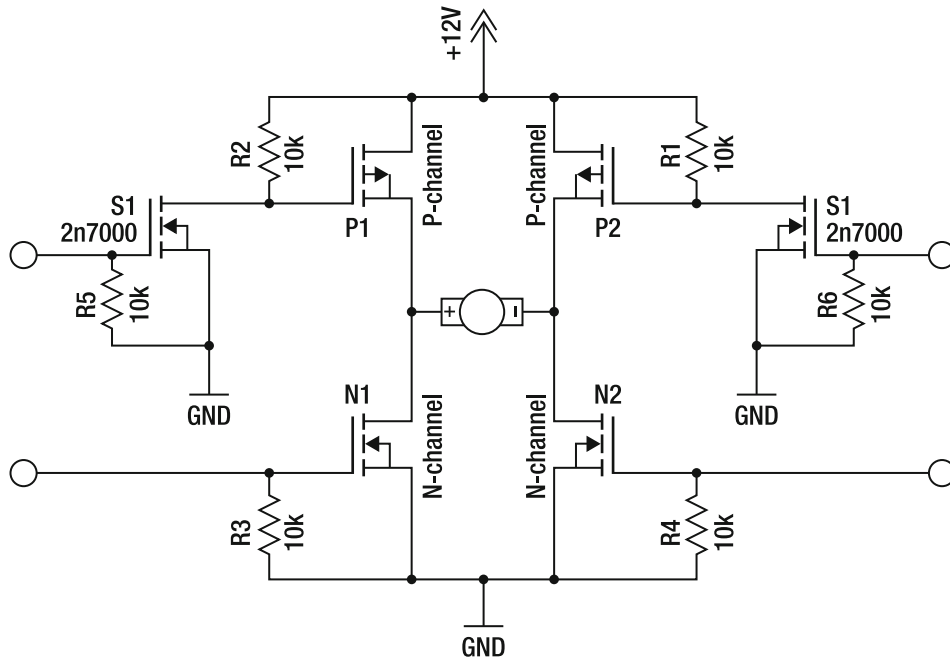 +12V
R2
10k
P1
P-channel
P-channel
P2
R1
10k
S1
2n7000
S1
2n7000
R5
10k
R6
10k
+
-
GND
GND
N1
N-channel
N-channel
N2
R3
10k
R4
10k
GND